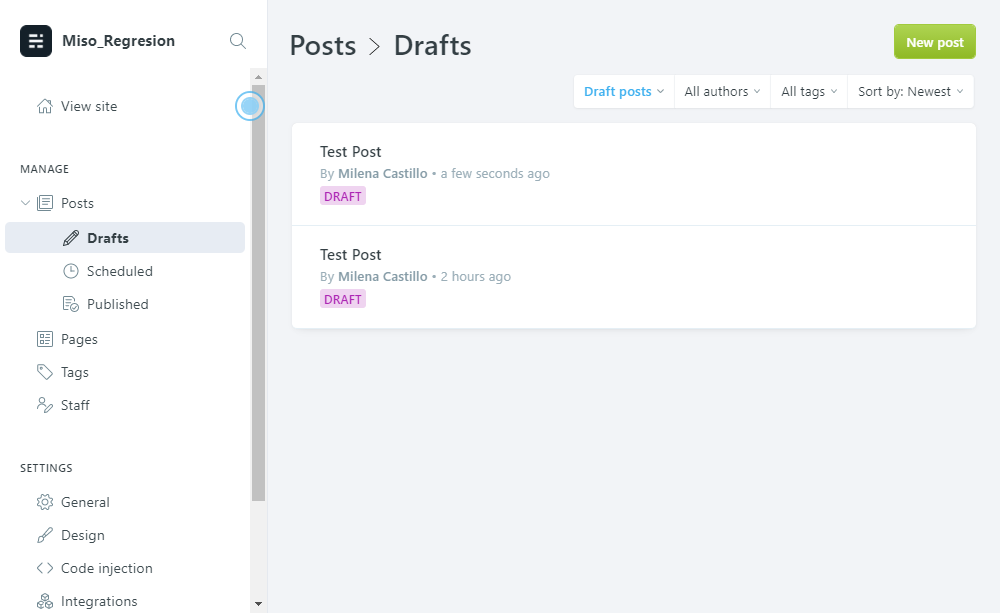 Miso_Regresion
View site
MANAGE
Posts
Drafts
Scheduled
Published
Pages
Tags
Staff
SETTINGS
General
Design
Code injection
Integrations
Posts > Drafts
New post
Draft posts
All authors
All tags
Sort by: Newest
Test Post
By Milena Castillo • a few seconds ago
DRAFT
Test Post
By Milena Castillo • 2 hours ago
DRAFT